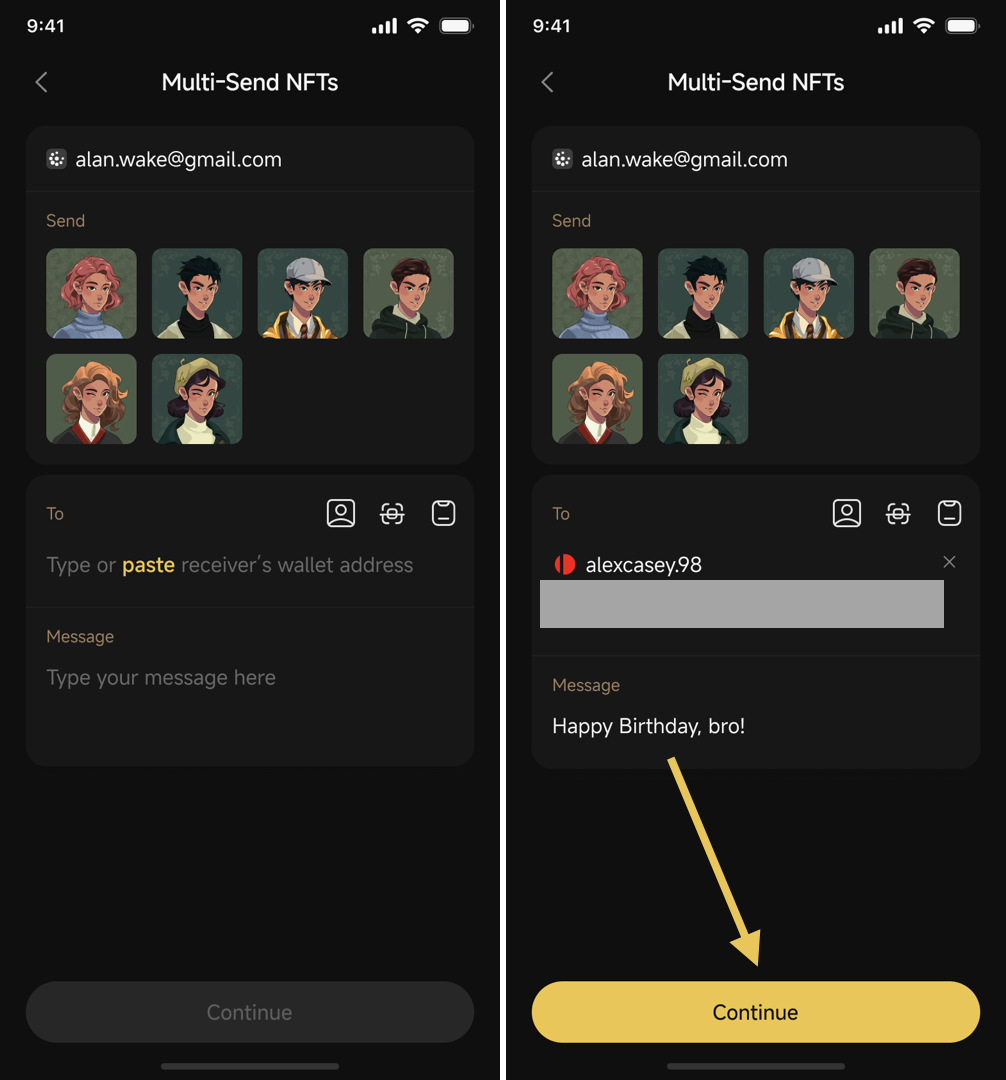 9:41
Multi-Send NFTs
alan.wake@gmail.com
Send
To
Type or paste receiver's wallet address
Message
Type your message here
Continue
9:41
Multi-Send NFTs
alan.wake@gmail.com
Send
To
alexcasey.98
Message
Happy Birthday, bro!
Continue